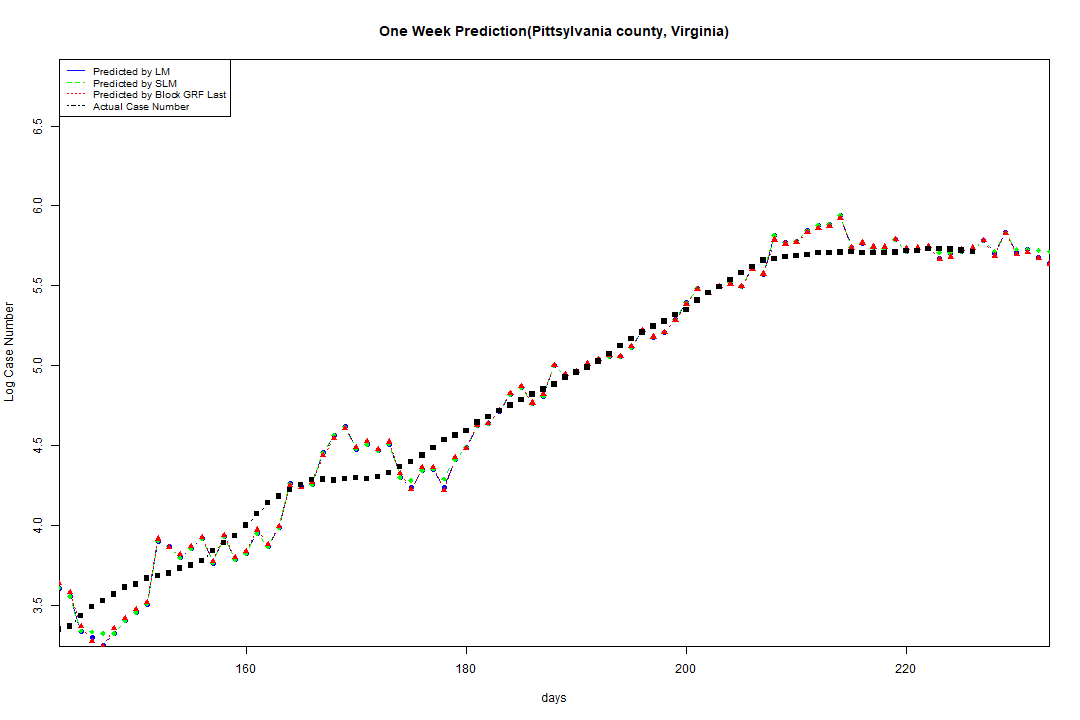 One Week Prediction(Pittsylvania county, Virginia)
Predicted by LM
Predicted by SLM
Predicted by Block GRF Last
Actual Case Number
6.5
6.0
5.5
5.0
4.5
4.0
3.5
Log Case Number
160 180 200 220
days